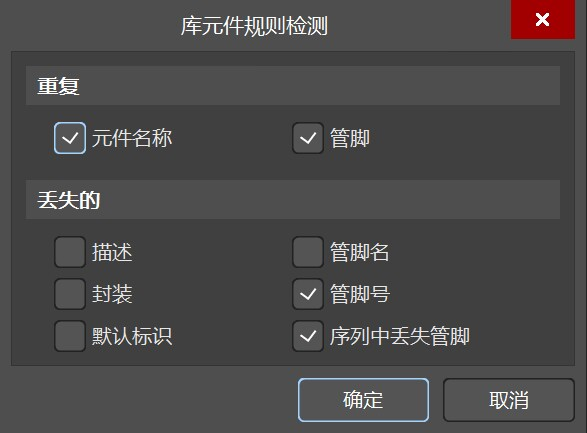 库元件规则检测
重复
元件名称 管脚
丢失的
描述 管脚名
封装 管脚号
默认标识 序列中丢失管脚
确定 取消